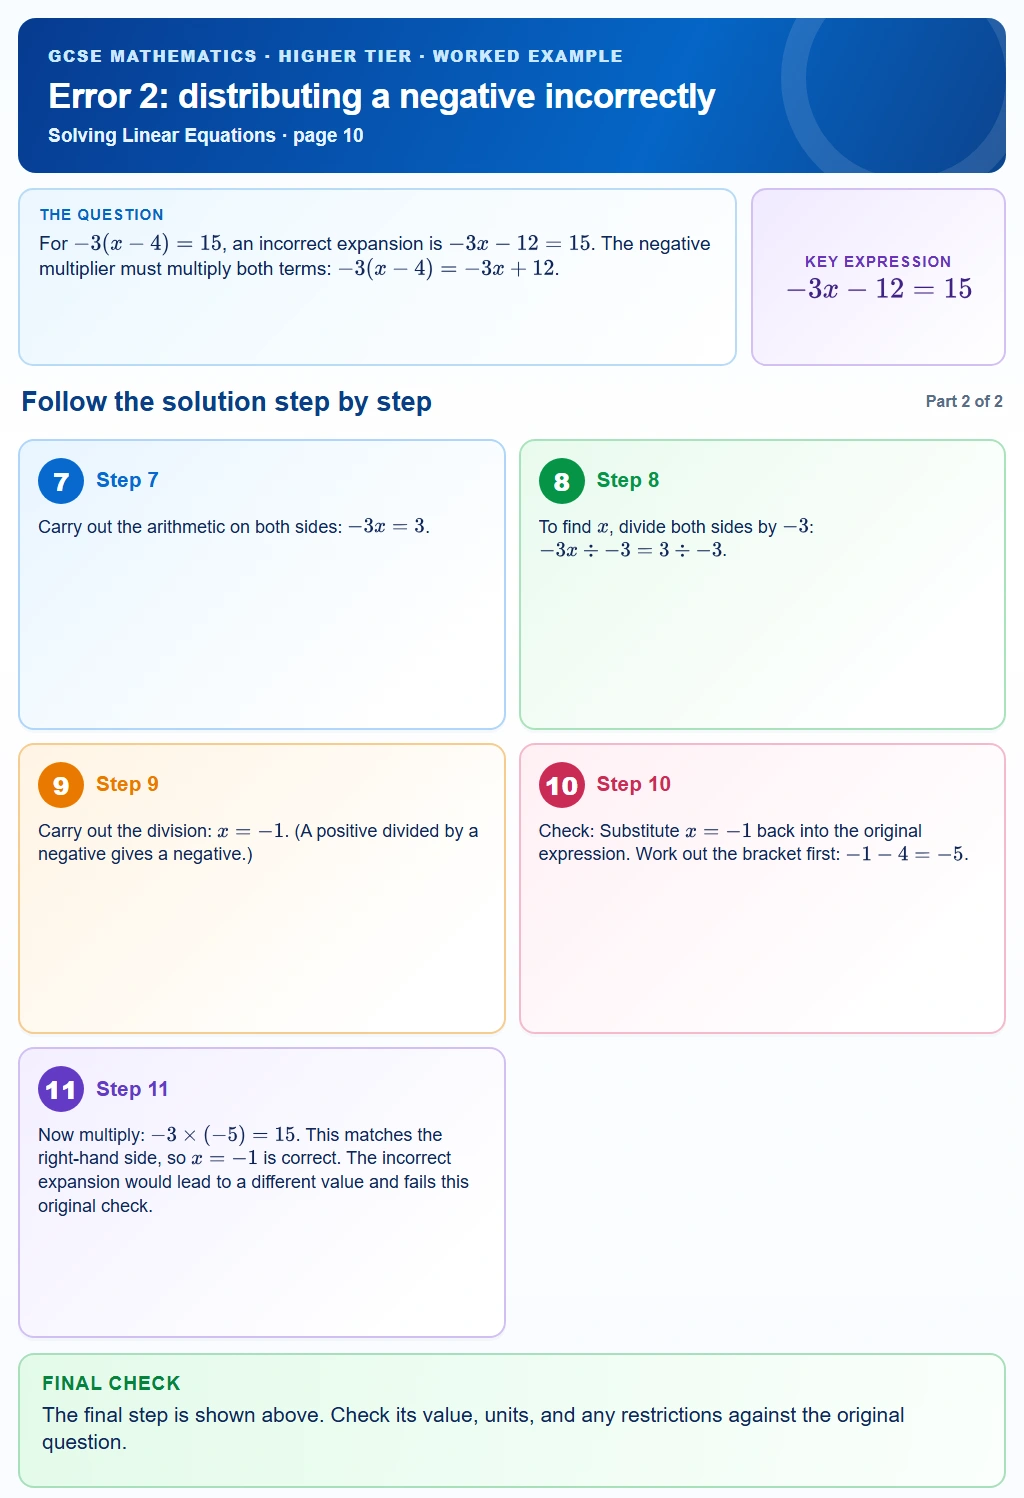 GCSE MATHEMATICS · HIGHER TIER · WORKED EXAMPLE
Error 2: distributing a negative incorrectly
Solving Linear Equations · page 10
THE QUESTION
For −3(x − 4) = 15, an incorrect expansion is −3x − 12 = 15. The negative
multiplier must multiply both terms: −3(x − 4) = −3x + 12.
KEY EXPRESSION
−3x − 12 = 15
Follow the solution step by step
Part 2 of 2
7 Step 7
Carry out the arithmetic on both sides: −3x = 3.
8 Step 8
To find x, divide both sides by −3:
−3x ÷ −3 = 3 ÷ −3.
9 Step 9
Carry out the division: x = −1. (A positive divided by a
negative gives a negative.)
10 Step 10
Check: Substitute x = −1 back into the original
expression. Work out the bracket first: −1 − 4 = −5.
11 Step 11
Now multiply: −3 × (−5) = 15. This matches the
right-hand side, so x = −1 is correct. The incorrect
expansion would lead to a different value and fails this
original check.
FINAL CHECK
The final step is shown above. Check its value, units, and any restrictions against the original
question.